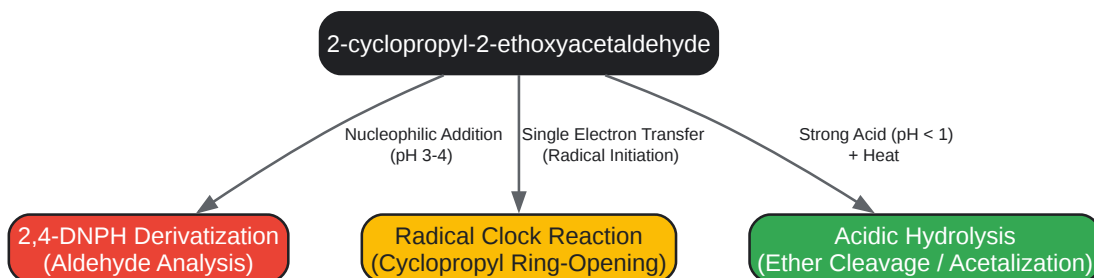 2-cyclopropyl-2-ethoxyacetaldehyde
Nucleophilic Addition
(pH 3-4)
Single Electron Transfer
(Radical Initiation)
Strong Acid (pH < 1)
+ Heat
2,4-DNPH Derivatization
(Aldehyde Analysis)
Radical Clock Reaction
(Cyclopropyl Ring-Opening)
Acidic Hydrolysis
(Ether Cleavage / Acetalization)